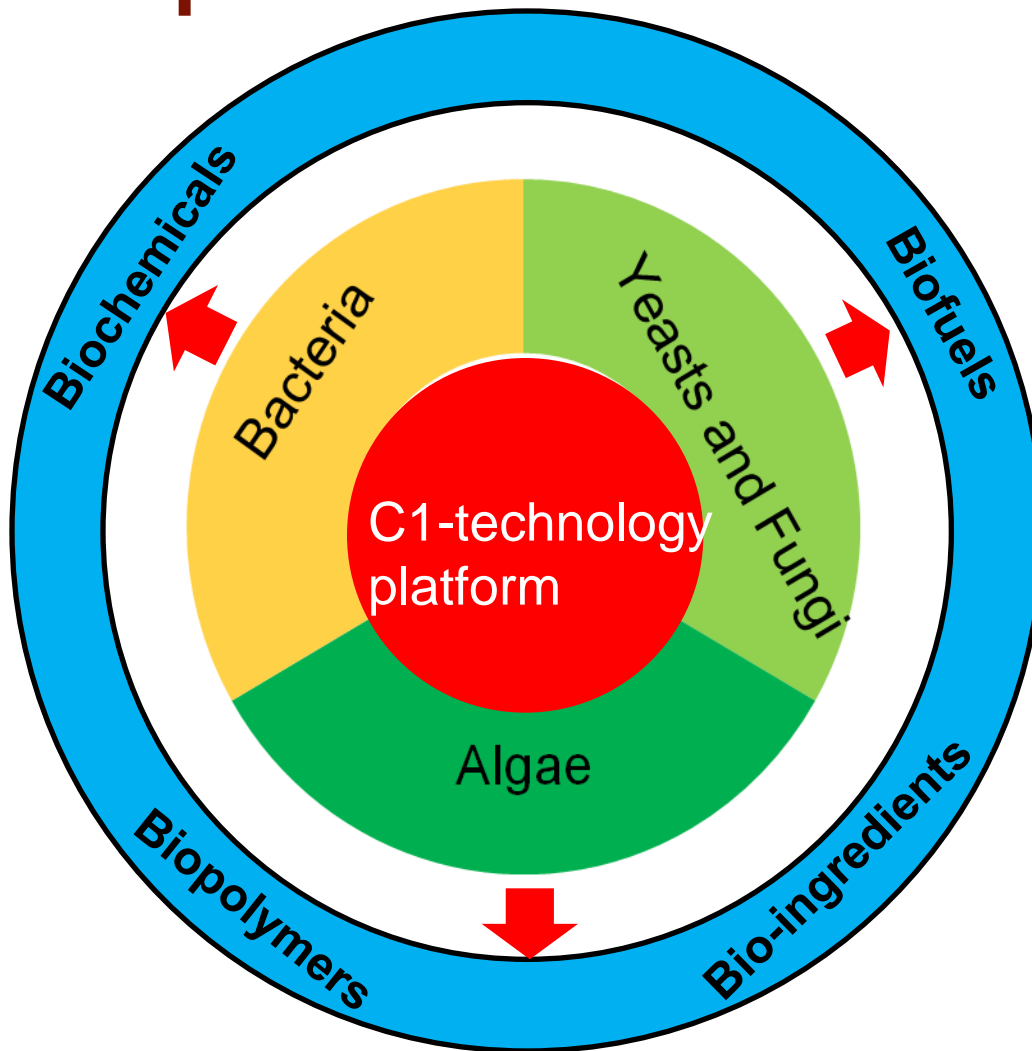 Biochemicals
Biofuels
Bacteria
Yeasts and Fungi
C1-technology
platform
Algae
Biopolymers
Bio-ingredients